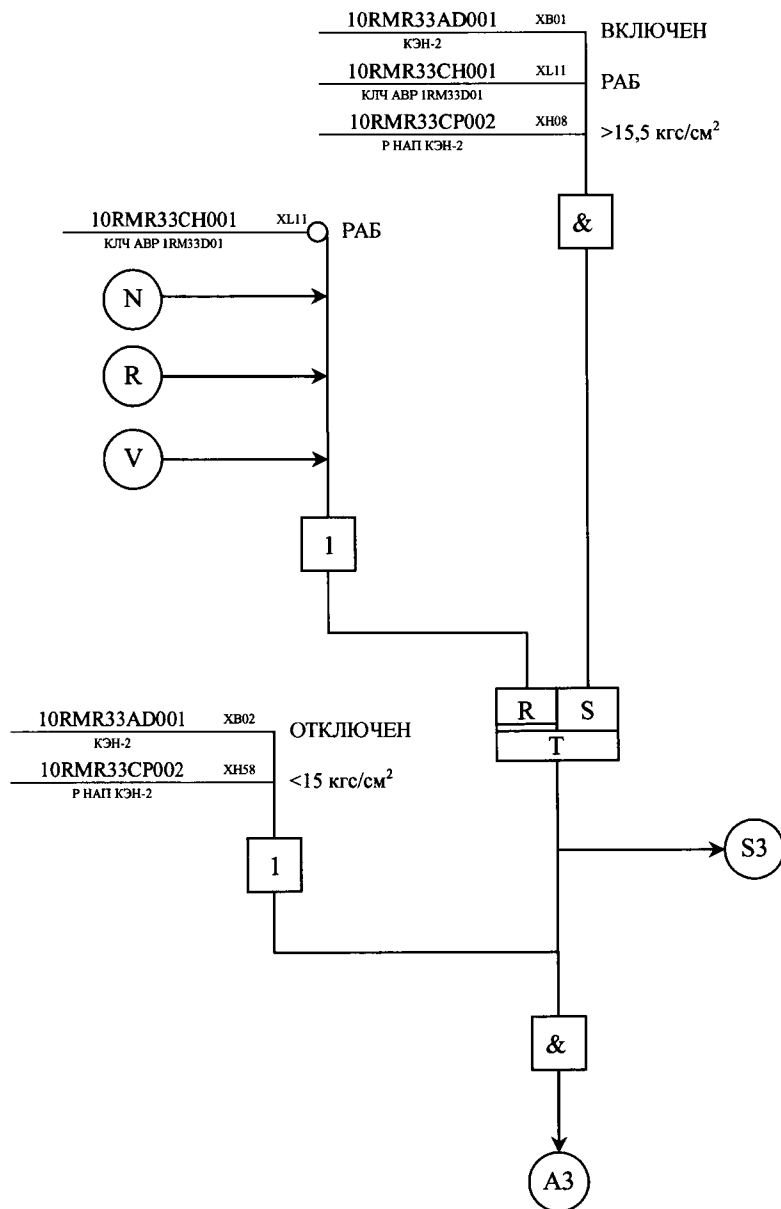 10RMR33AD001 XB01 ВКЛЮЧЕН
КЭН-2
10RMR33CH001 XL11 РАБ
КЛЧ АВР 1RM33D01
10RMR33CP002 XH08 >15,5 кгс/см²
Р НАП КЭН-2
&
10RMR33CH001 XL11 РАБ
КЛЧ АВР 1RM33D01
N
R
V
1
R S
T
10RMR33AD001 XB02 ОТКЛЮЧЕН
КЭН-2
10RMR33CP002 XH58 <15 кгс/см²
Р НАП КЭН-2
1
S3
&
A3